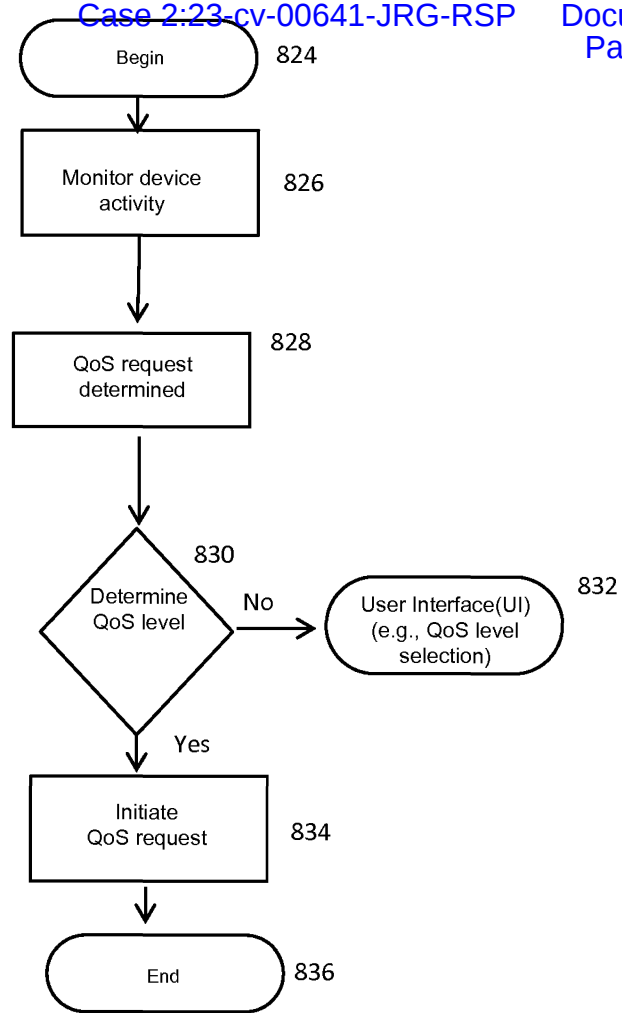 Case 2:23-cv-00641-JRG-RSP Docu
Pa
Begin 824
Monitor device
activity
826
828
QoS request
determined
830
Determine
QoS level
No
832
User Interface(UI)
(e.g., QoS level
selection)
Yes
Initiate
QoS request
834
End 836